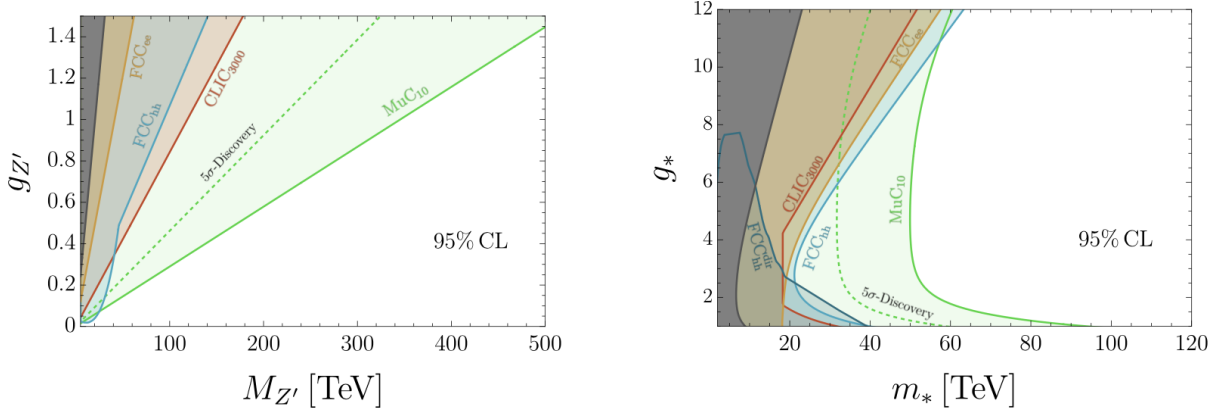 1.4
1.2
1
0.8
0.6
0.4
0.2
0
g_{Z'}
FCC_{ee}
FCC_{hh}
CLIC_{3000}
MuC_{10}
5σ-Discovery
95% CL
100 200 300 400 500
M_{Z'} [TeV]
12
10
8
6
4
2
g_*
FCC_{ee}
CLIC_{3000}
FCC_{hh}
FCC_{hh}^{dir}
MuC_{10}
5σ-Discovery
95% CL
20 40 60 80 100 120
m_* [TeV]